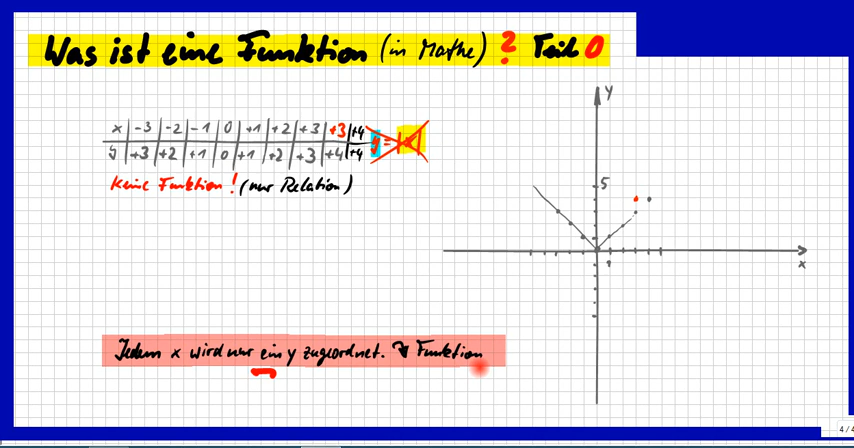 Was ist eine Funktion (in Mathe) ? Teil 0
x -3 -2 -1 0 +1 +2 +3 +3 +4 y = |x|
y +3 +2 +1 0 +1 +2 +3 +4 +4
Keine Funktion! (nur Relation)
y
5
1
x
Jedem x wird nur ein y zugeordnet. ↷ Funktion
4 / 4